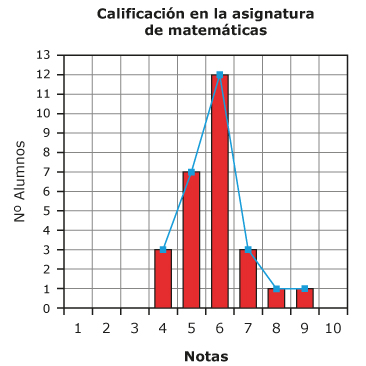 Calificación en la asignatura
de matemáticas
Nº Alumnos
13
12
11
10
9
8
7
6
5
4
3
2
1
0
1 2 3 4 5 6 7 8 9 10
Notas